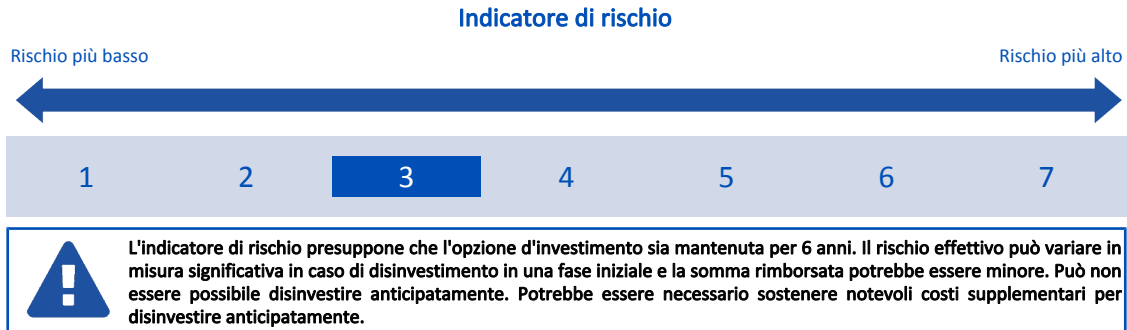 Indicatore di rischio
Rischio più basso
Rischio più alto
1 2 3 4 5 6 7
L'indicatore di rischio presuppone che l'opzione d'investimento sia mantenuta per 6 anni. Il rischio effettivo può variare in
misura significativa in caso di disinvestimento in una fase iniziale e la somma rimborsata potrebbe essere minore. Può non
essere possibile disinvestire anticipatamente. Potrebbe essere necessario sostenere notevoli costi supplementari per
disinvestire anticipatamente.